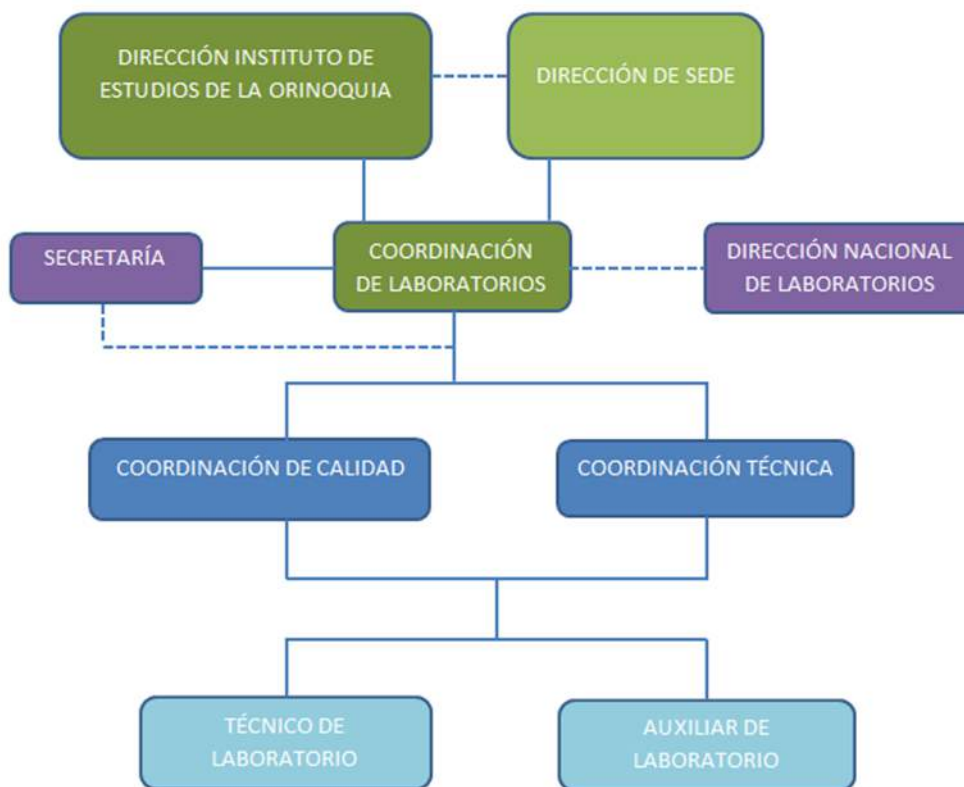 DIRECCIÓN INSTITUTO DE
ESTUDIOS DE LA ORINOQUIA
DIRECCIÓN DE SEDE
SECRETARÍA
COORDINACIÓN
DE LABORATORIOS
DIRECCIÓN NACIONAL
DE LABORATORIOS
COORDINACIÓN DE CALIDAD
COORDINACIÓN TÉCNICA
TÉCNICO DE
LABORATORIO
AUXILIAR DE
LABORATORIO